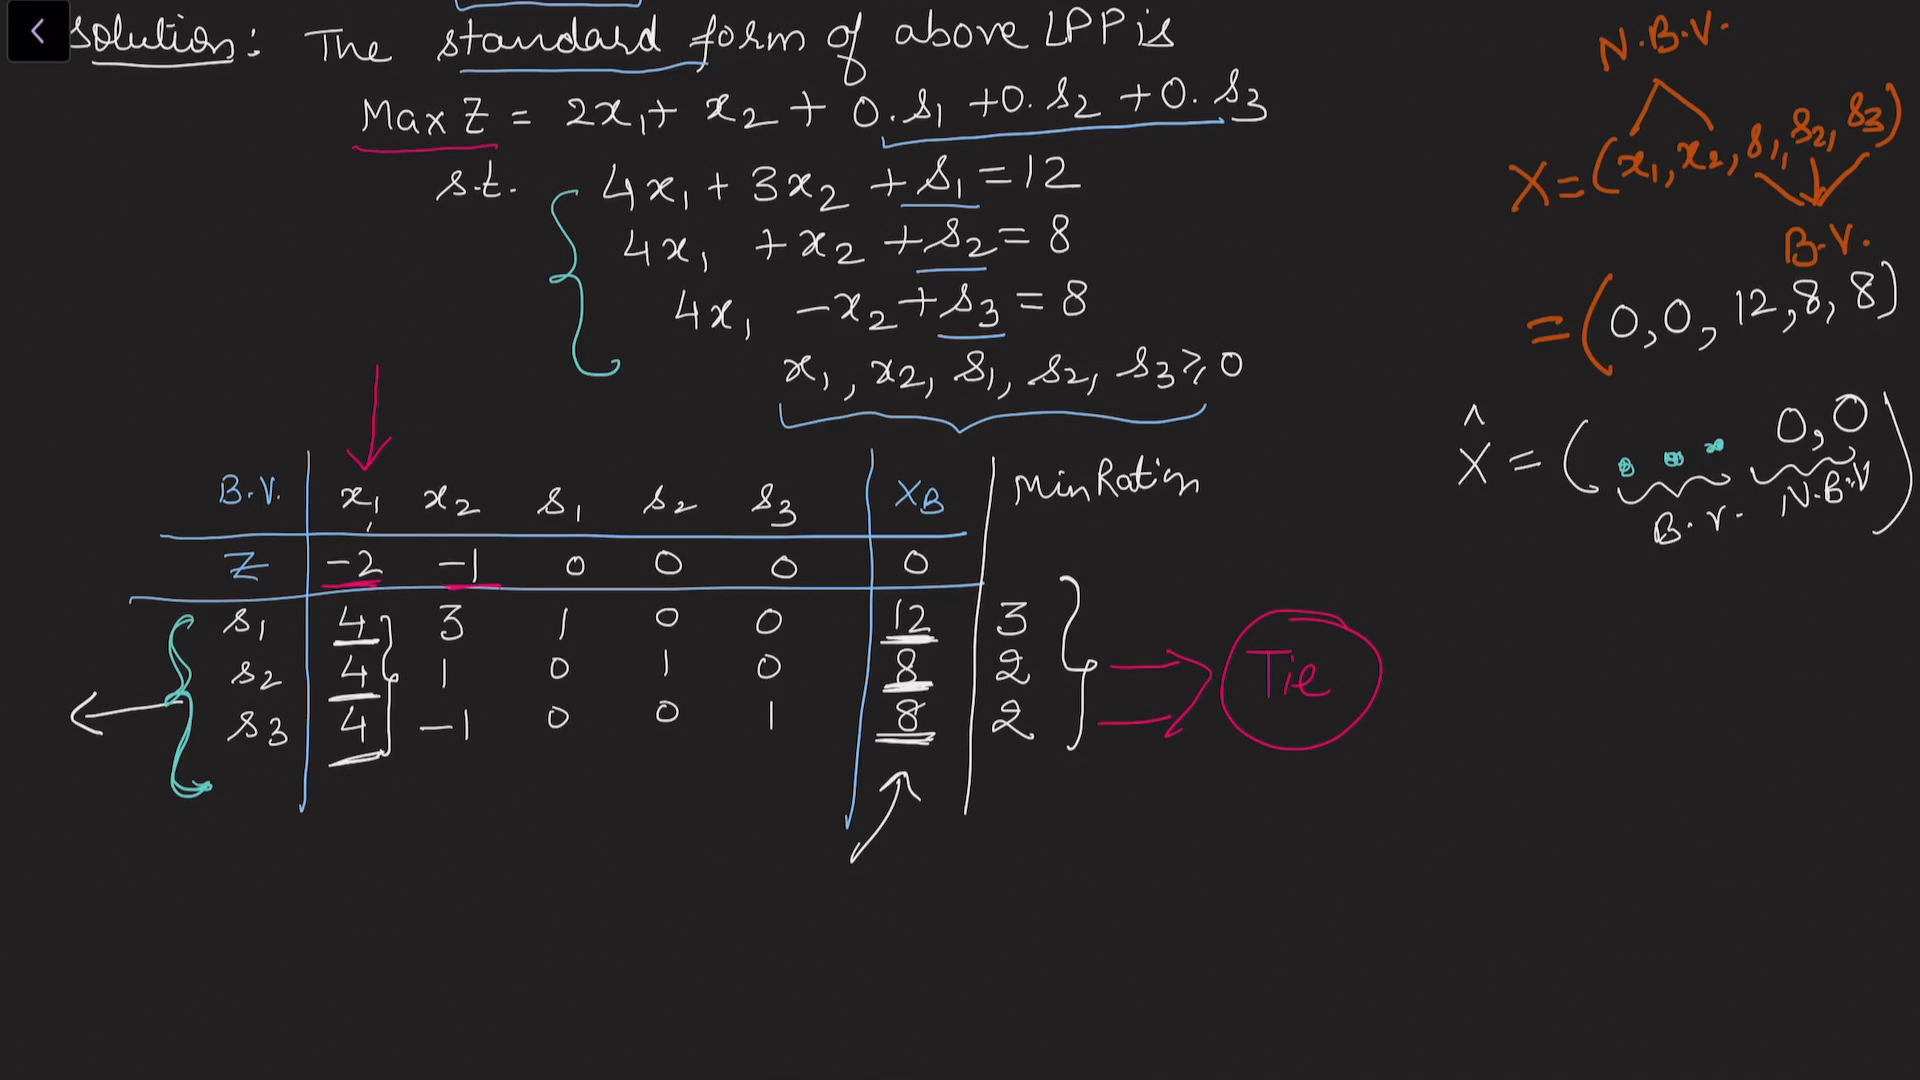 <
Solution: The standard form of above LPP is
Max Z = 2x₁ + x₂ + 0.s₁ + 0.s₂ + 0.s₃
s.t. 4x₁ + 3x₂ + s₁ = 12
4x₁ + x₂ + s₂ = 8
4x₁ - x₂ + s₃ = 8
x₁, x₂, s₁, s₂, s₃ ⩾ 0
N.B.V.
X = (x₁, x₂, s₁, s₂, s₃)
B.V.
= (0, 0, 12, 8, 8)
X̂ = ( 0, 0 )
B.V. N.B.V
B.V. x₁ x₂ s₁ s₂ s₃ XB Min Ration
Z -2 -1 0 0 0 0
s₁ 4 3 1 0 0 12 3
s₂ 4 1 0 1 0 8 2
s₃ 4 -1 0 0 1 8 2
Tie